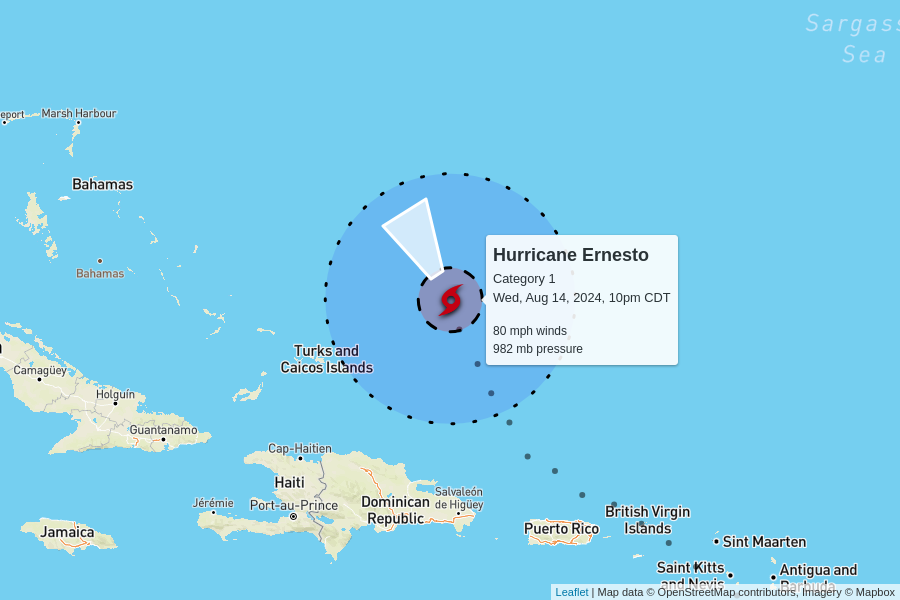 Sargass
Sea
eport
Marsh Harbour
Bahamas
Bahamas
Hurricane Ernesto
Category 1
Wed, Aug 14, 2024, 10pm CDT
80 mph winds
982 mb pressure
Turks and
Caicos Islands
Camagüey
Holguín
Guantanamo
Cap-Haitien
Haiti
Jérémie
Port-au-Prince
Dominican
Republic
Salvaleón
de Higüey
Jamaica
Puerto Rico
British Virgin
Islands
Sint Maarten
Saint Kitts
and Nevis
Antigua and
Barbuda
Leaflet | Map data © OpenStreetMap contributors, Imagery © Mapbox